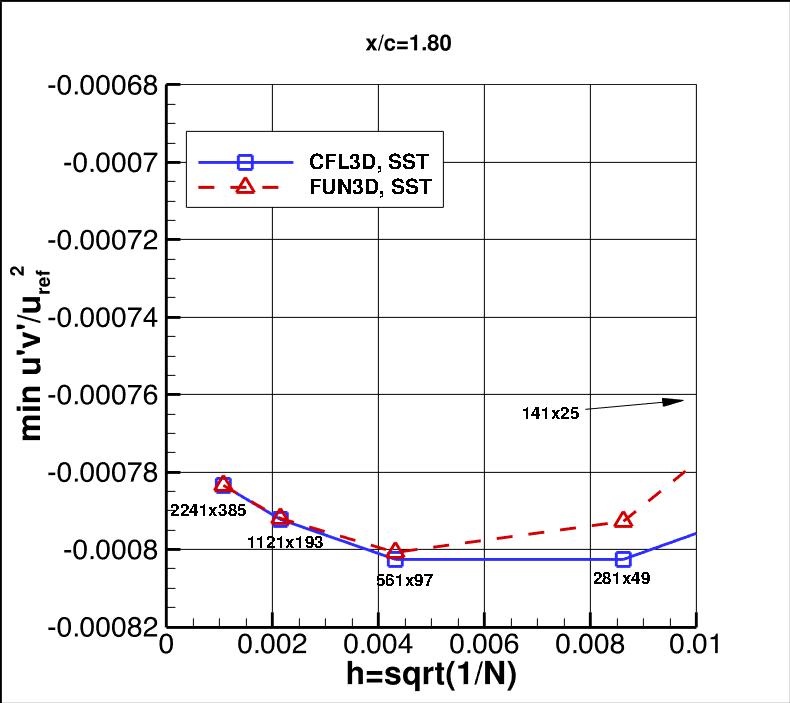 x/c=1.80
-0.00068
-0.0007
-0.00072
-0.00074
-0.00076
-0.00078
-0.0008
-0.00082
min u'v'/u_ref^2
CFL3D, SST
FUN3D, SST
141x25
2241x385
1121x193
561x97
281x49
0
0.002
0.004
0.006
0.008
0.01
h=sqrt(1/N)